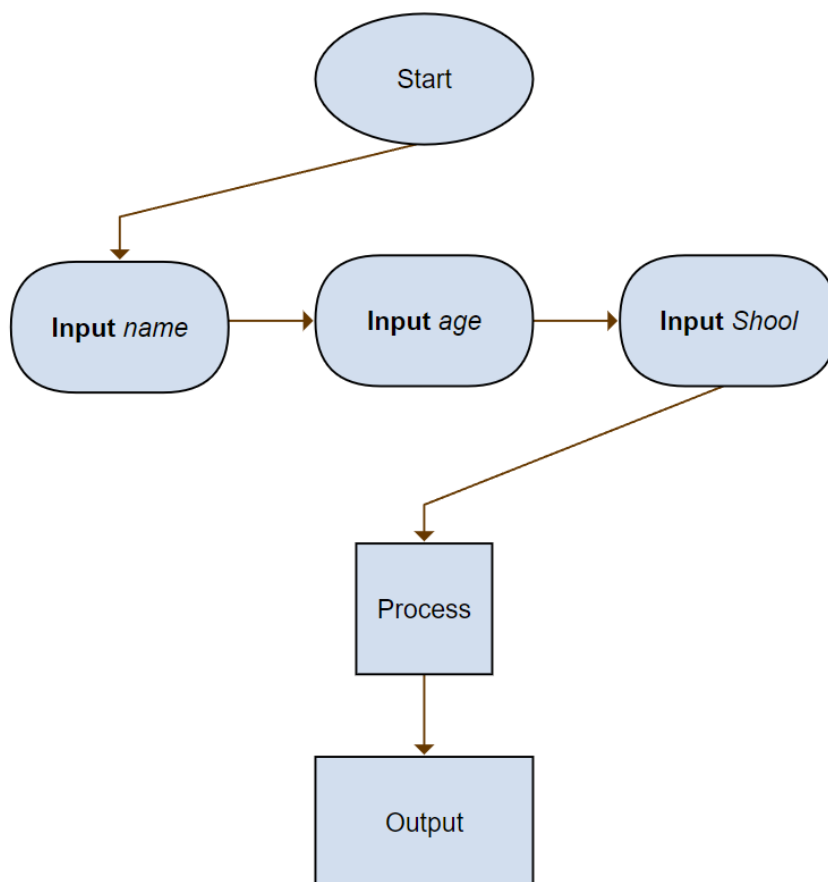 Start
Input name
Input age
Input Shool
Process
Output